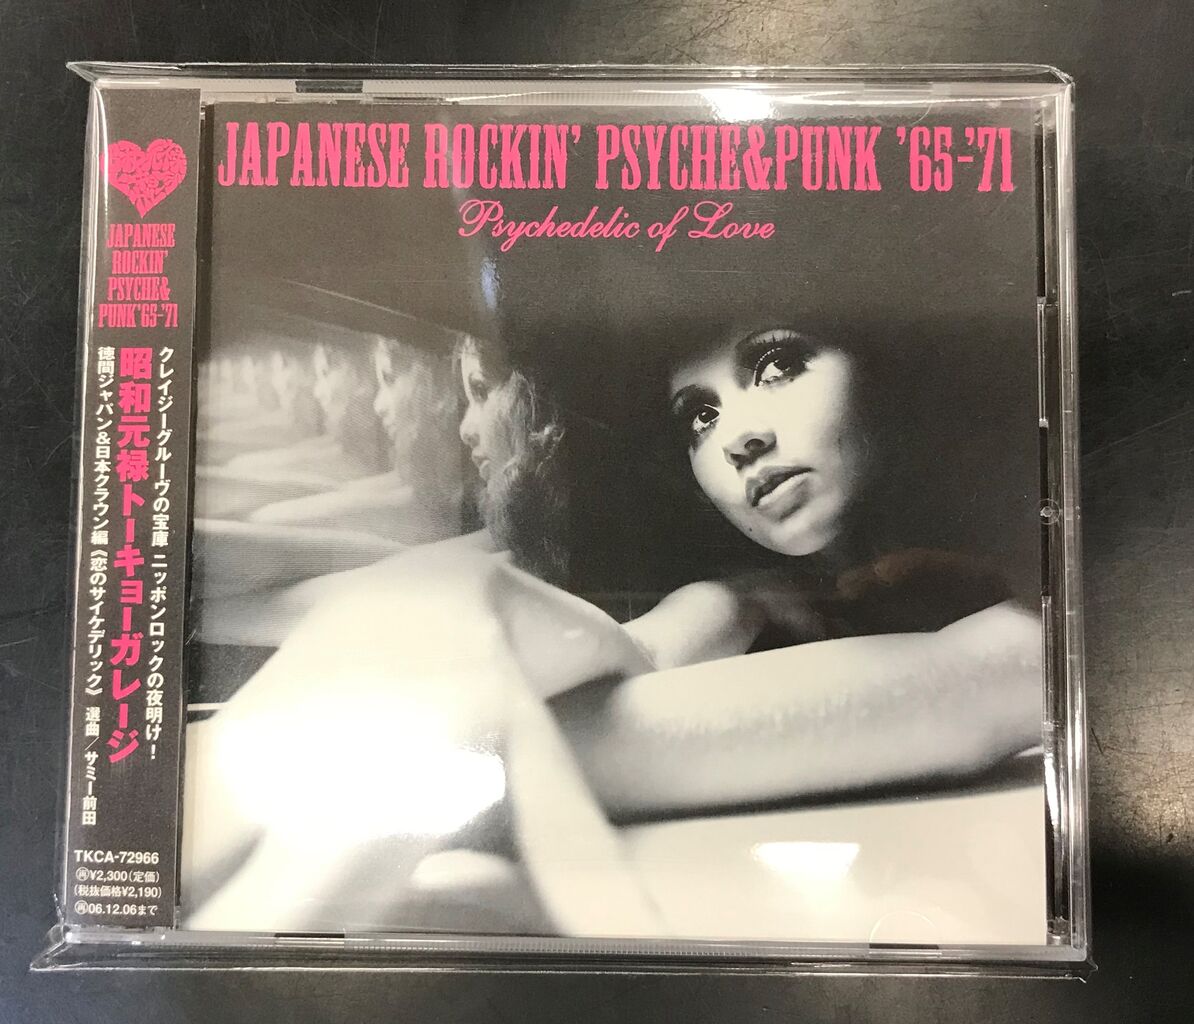 JAPANESE ROCKIN' PSYCHE&PUNK '65-'71
Psychedelic of Love
JAPANESE
ROCKIN'
PSYCHE&
PUNK'65-'71
クレイジーグルーヴの宝庫 ニッポンロックの夜明け!
昭和元禄トーキョーガレージ
徳間ジャパン&日本クラウン編《恋のサイケデリック》 選曲/サミー前田
TKCA-72966
再¥2,300(定価)
(税抜価格¥2,190)
再06.12.06まで